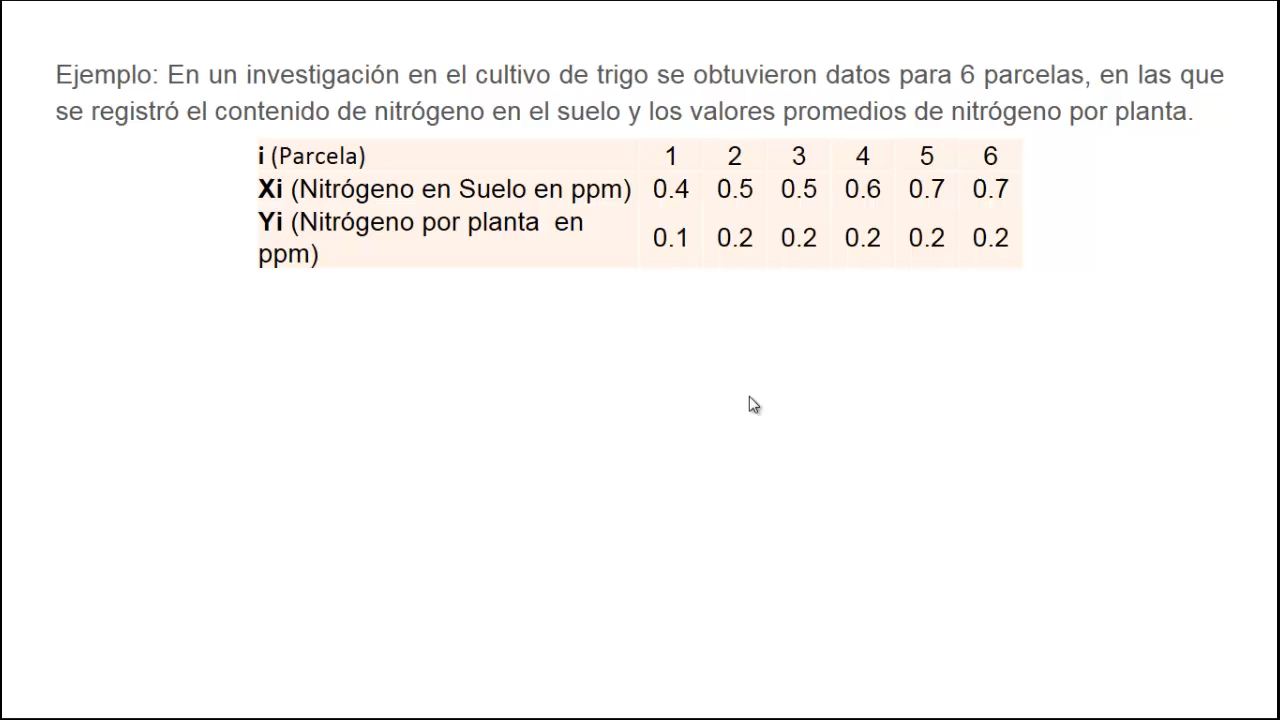 Ejemplo: En un investigación en el cultivo de trigo se obtuvieron datos para 6 parcelas, en las que
se registró el contenido de nitrógeno en el suelo y los valores promedios de nitrógeno por planta.
i (Parcela) 1 2 3 4 5 6
Xi (Nitrógeno en Suelo en ppm) 0.4 0.5 0.5 0.6 0.7 0.7
Yi (Nitrógeno por planta en
ppm) 0.1 0.2 0.2 0.2 0.2 0.2